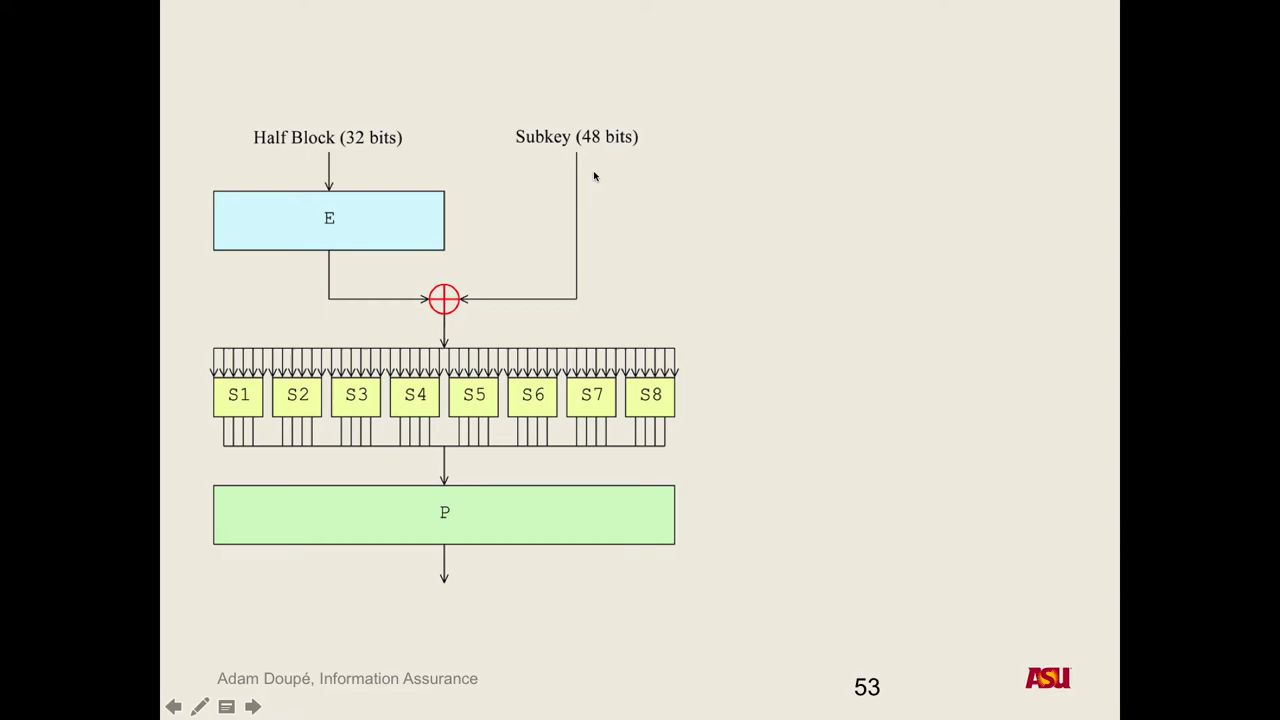 Half Block (32 bits) Subkey (48 bits)
E
S1 S2 S3 S4 S5 S6 S7 S8
P
Adam Doupé, Information Assurance 53 ASU